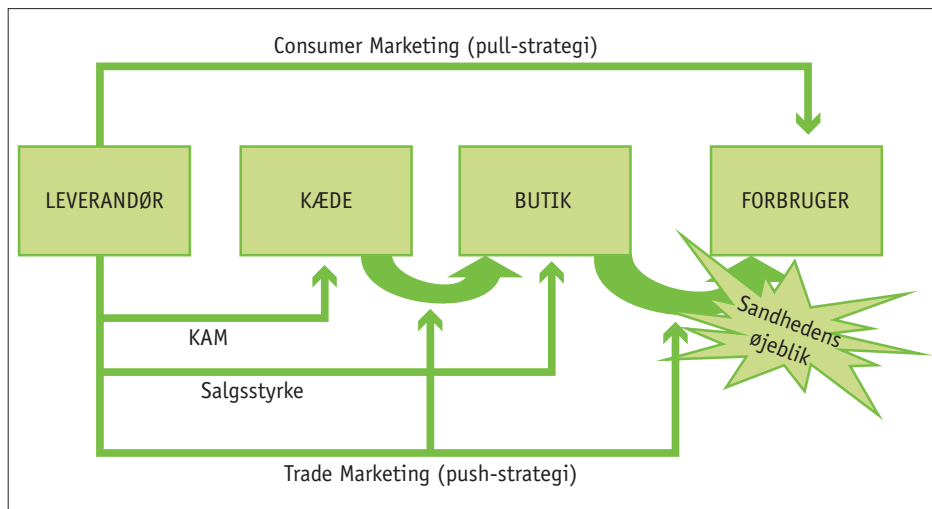 Consumer Marketing (pull-strategi)
LEVERANDØR
KÆDE
BUTIK
FORBRUGER
Sandhedens
øjeblik
KAM
Salgsstyrke
Trade Marketing (push-strategi)